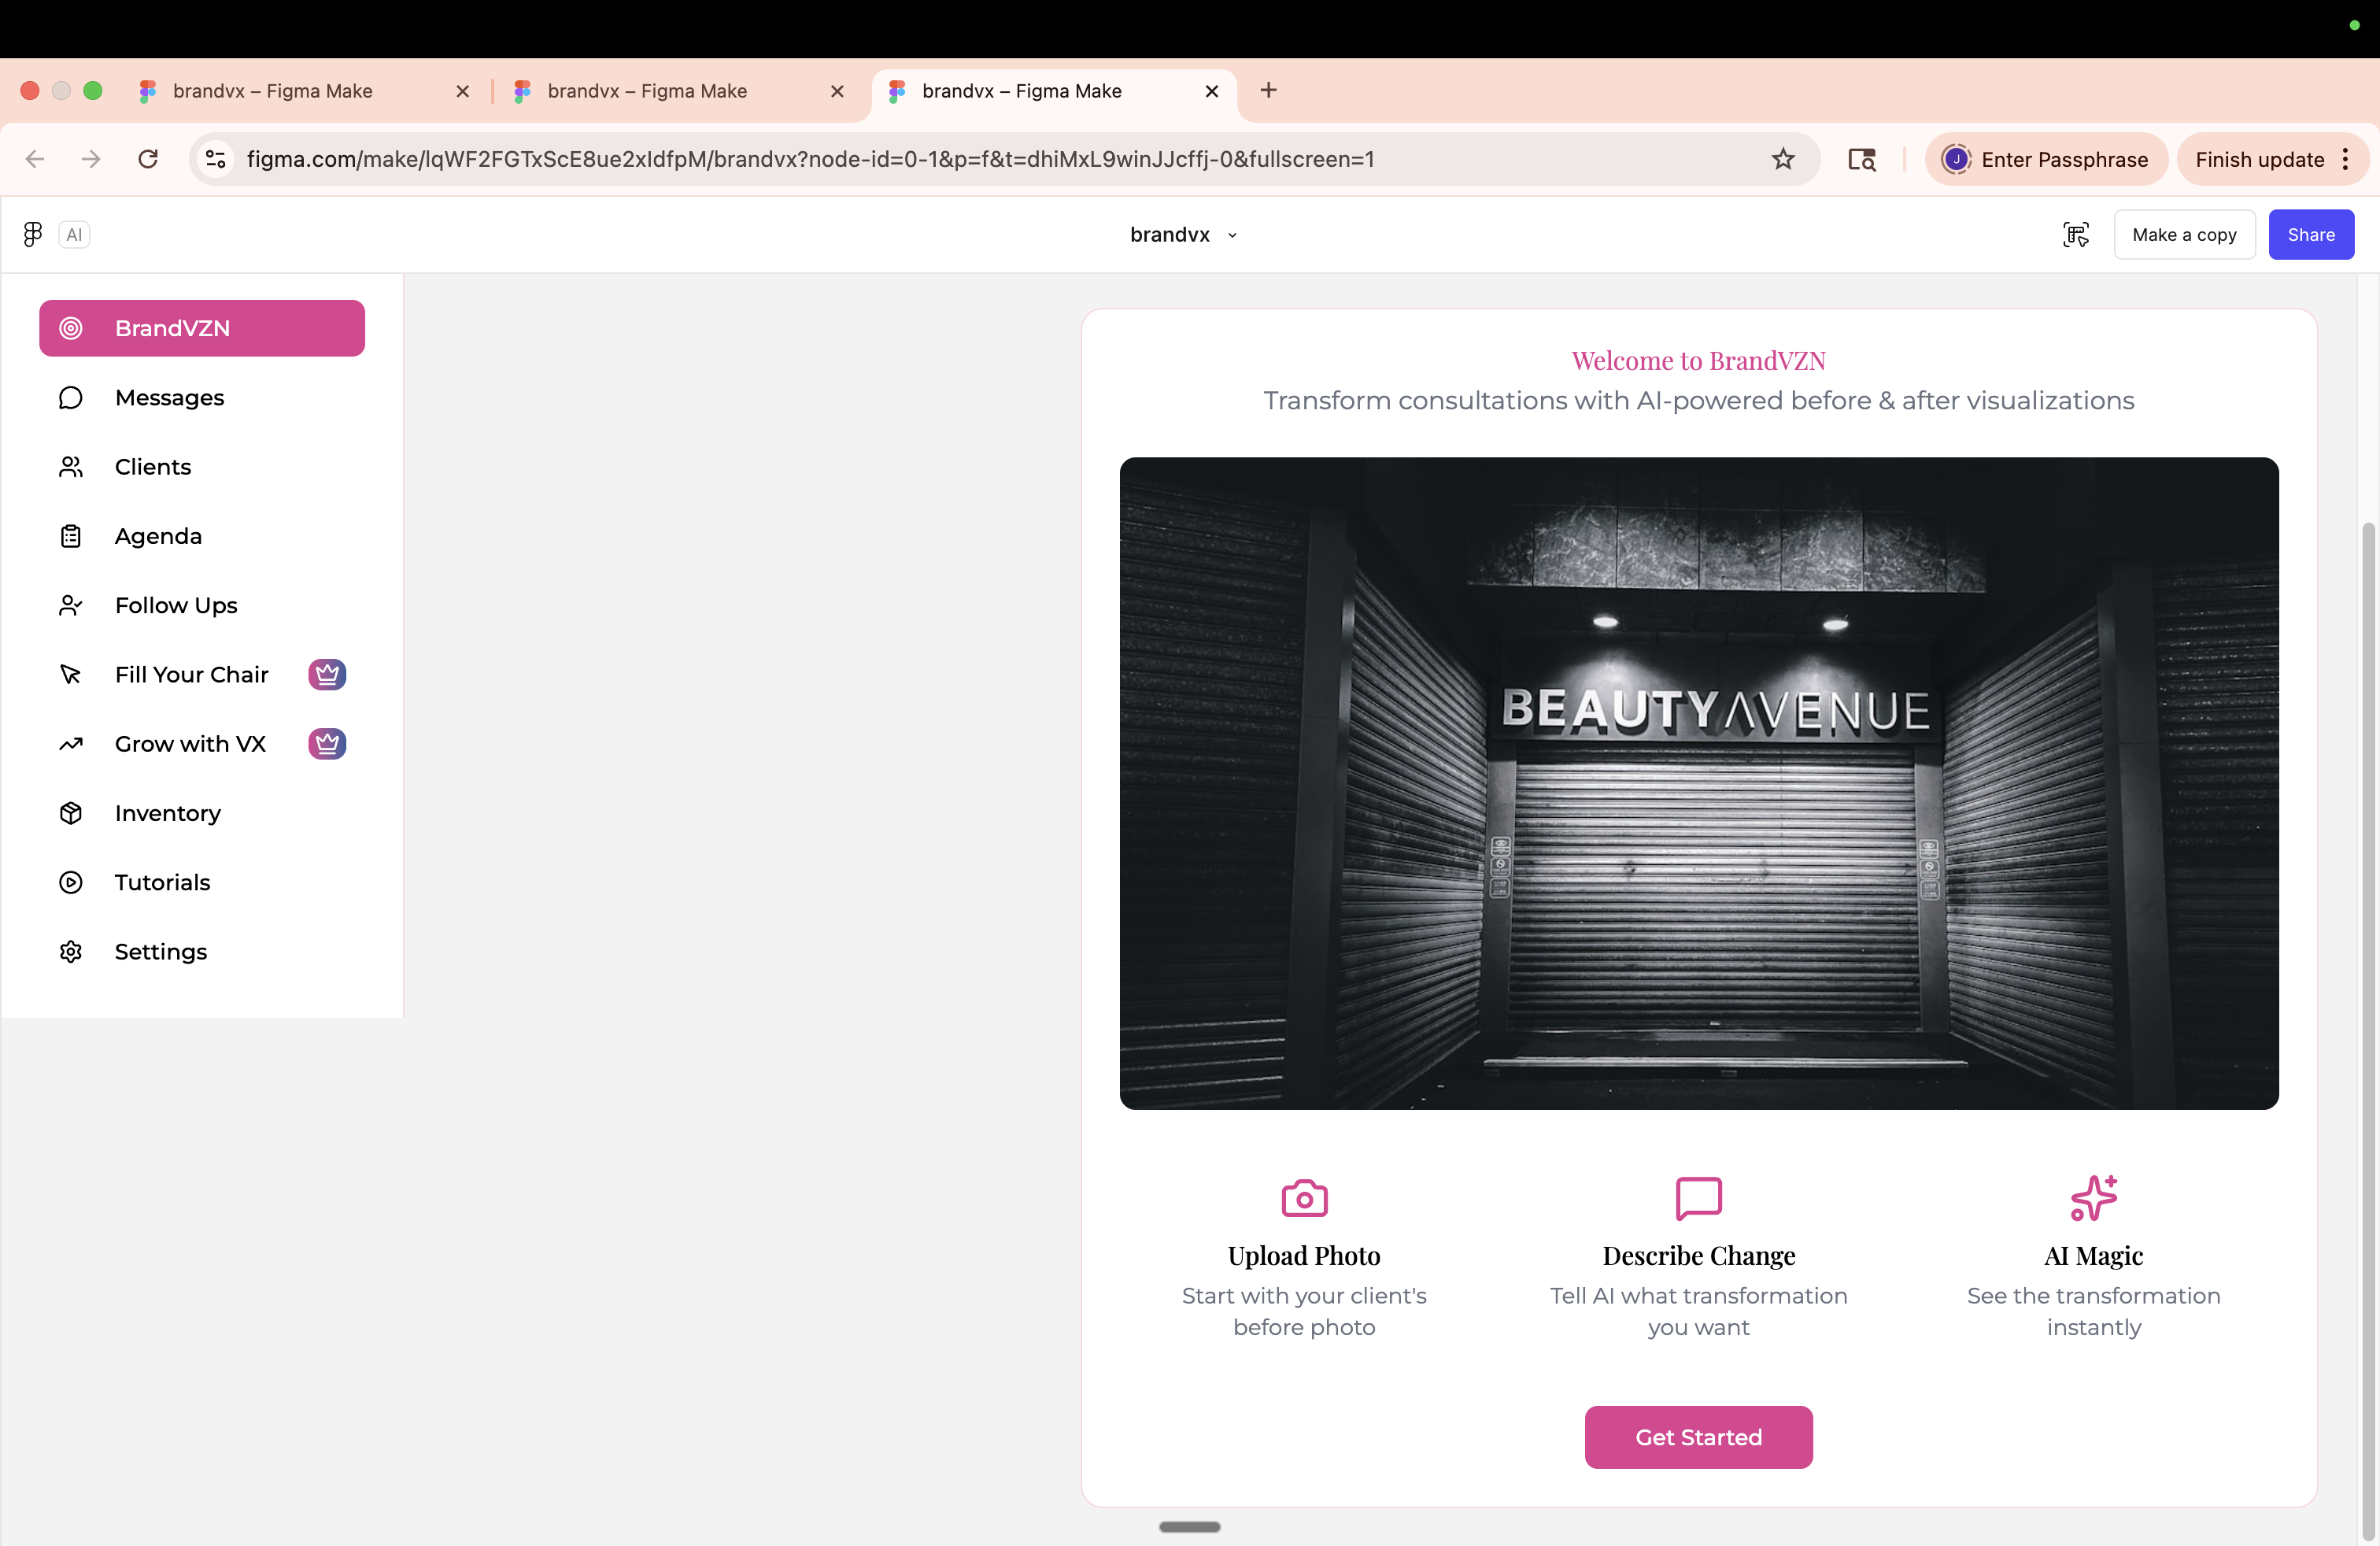 brandvx – Figma Make
brandvx – Figma Make
brandvx – Figma Make
figma.com/make/lqWF2FGTxScE8ue2xIdfpM/brandvx?node-id=0-1&p=f&t=dhiMxL9winJJcffj-0&fullscreen=1
J
Enter Passphrase
Finish update
AI
brandvx
Make a copy
Share
BrandVZN
Messages
Clients
Agenda
Follow Ups
Fill Your Chair
Grow with VX
Inventory
Tutorials
Settings
Welcome to BrandVZN
Transform consultations with AI-powered before & after visualizations
BEAUTYAVENUE
Upload Photo
Start with your client's
before photo
Describe Change
Tell AI what transformation
you want
AI Magic
See the transformation
instantly
Get Started